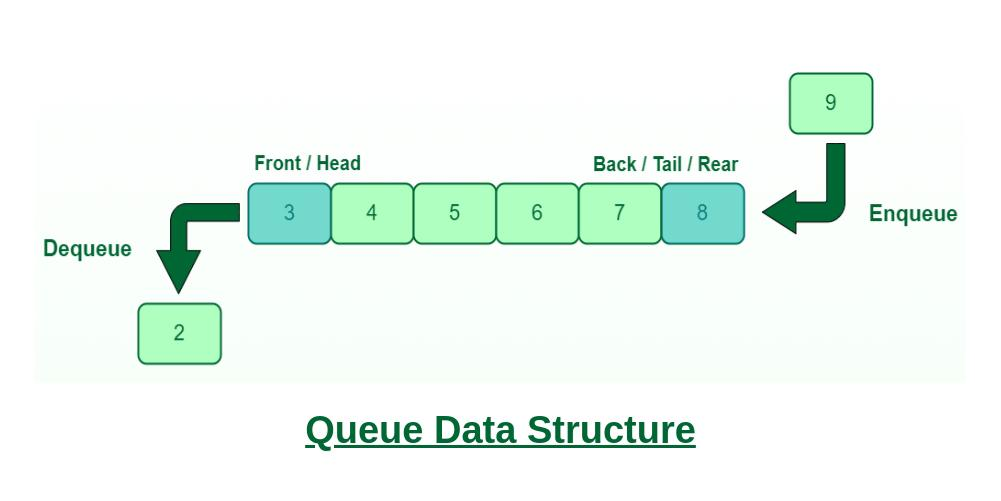 9
Front / Head
Back / Tail / Rear
3 4 5 6 7 8
Enqueue
Dequeue
2
Queue Data Structure